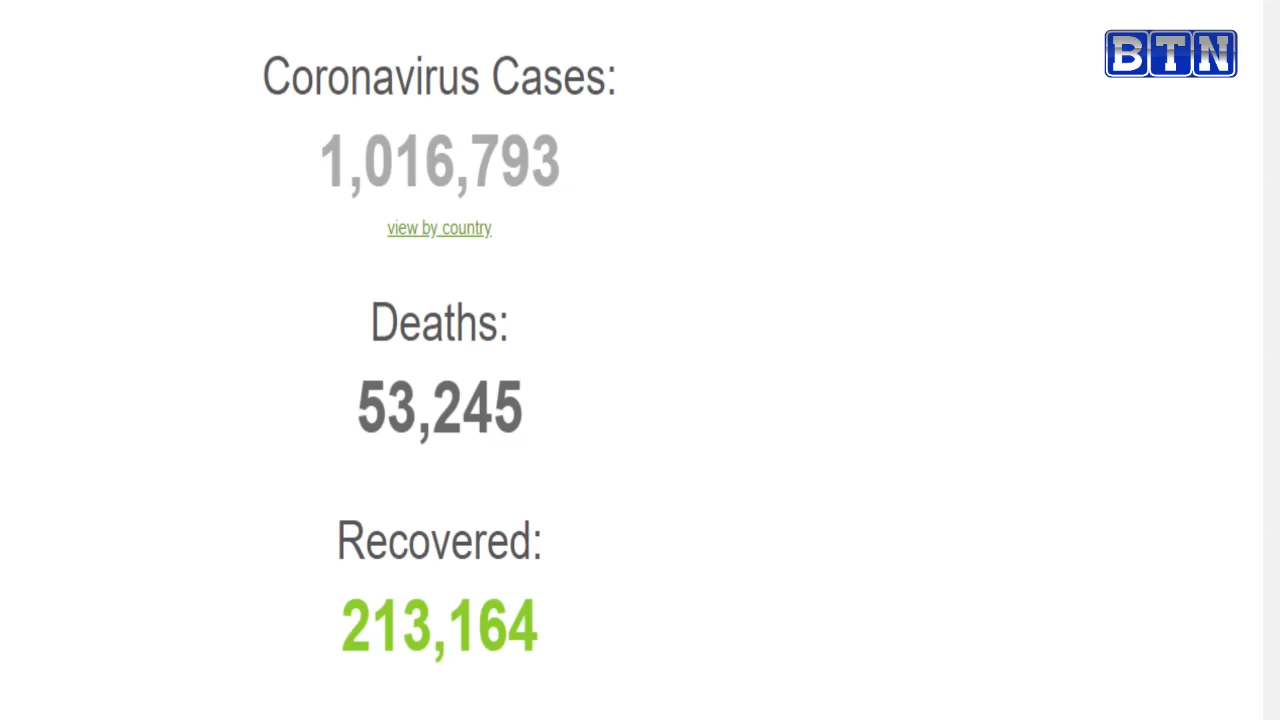 BTN
Coronavirus Cases:
1,016,793
view by country
Deaths:
53,245
Recovered:
213,164